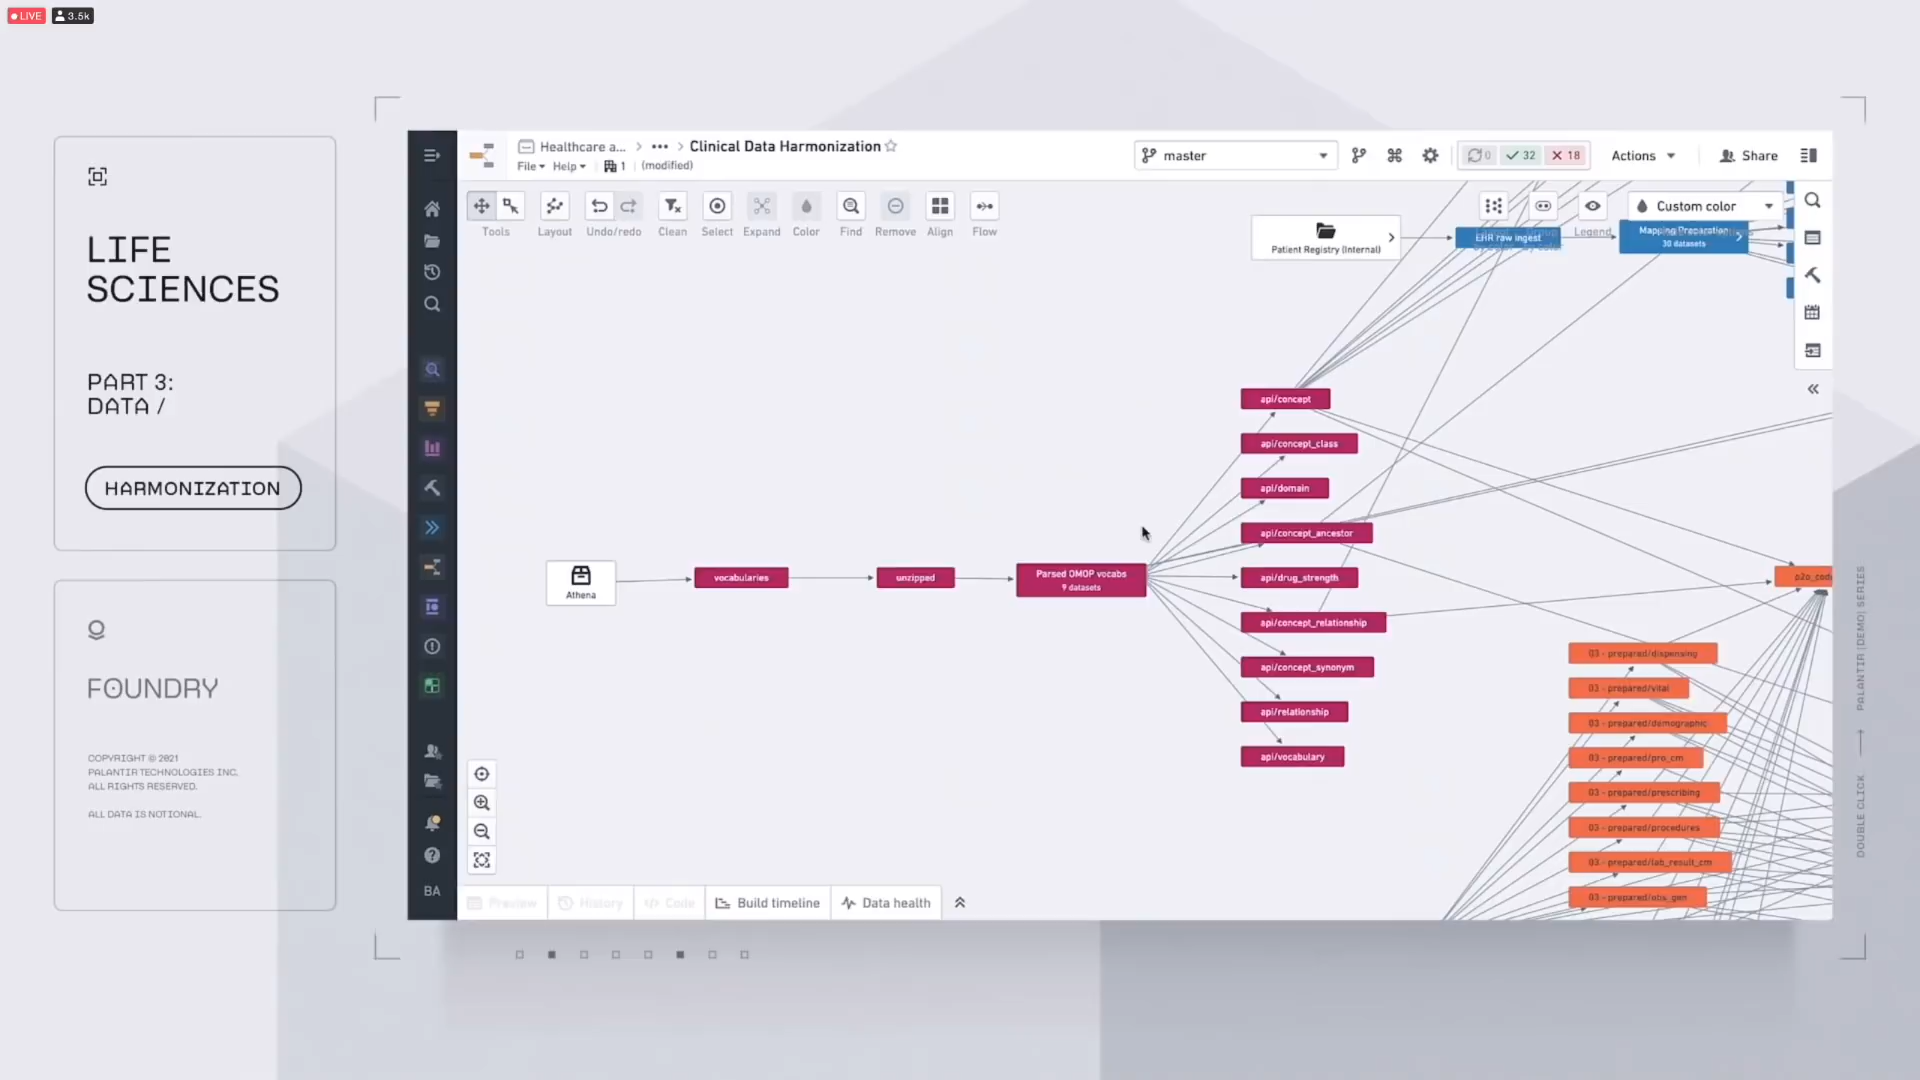 LIVE 3.5k
LIFE
SCIENCES
PART 3:
DATA /
HARMONIZATION
FOUNDRY
COPYRIGHT © 2021
PALANTIR TECHNOLOGIES INC.
ALL RIGHTS RESERVED.
ALL DATA IS NOTIONAL.
Healthcare a... > ••• > Clinical Data Harmonization
File Help 1 (modified)
master
0 32 18
Actions
Share
Tools
Layout
Undo/redo
Clean
Select
Expand
Color
Find
Remove
Align
Flow
Legend
Custom color
Patient Registry (Internal)
EHR raw ingest
Mapping Preparation
30 datasets
api/concept
api/concept_class
api/domain
api/concept_ancestor
api/drug_strength
api/concept_relationship
api/concept_synonym
api/relationship
api/vocabulary
Athena
vocabularies
unzipped
Parsed OMOP vocabs
9 datasets
03 - prepared/dispensing
03 - prepared/vital
03 - prepared/demographic
03 - prepared/pro_cm
03 - prepared/prescribing
03 - prepared/procedures
03 - prepared/lab_result_cm
03 - prepared/obs_gen
BA
Preview
History
Code
Build timeline
Data health
DOUBLE CLICK
PALANTIR [DEMO] SERIES